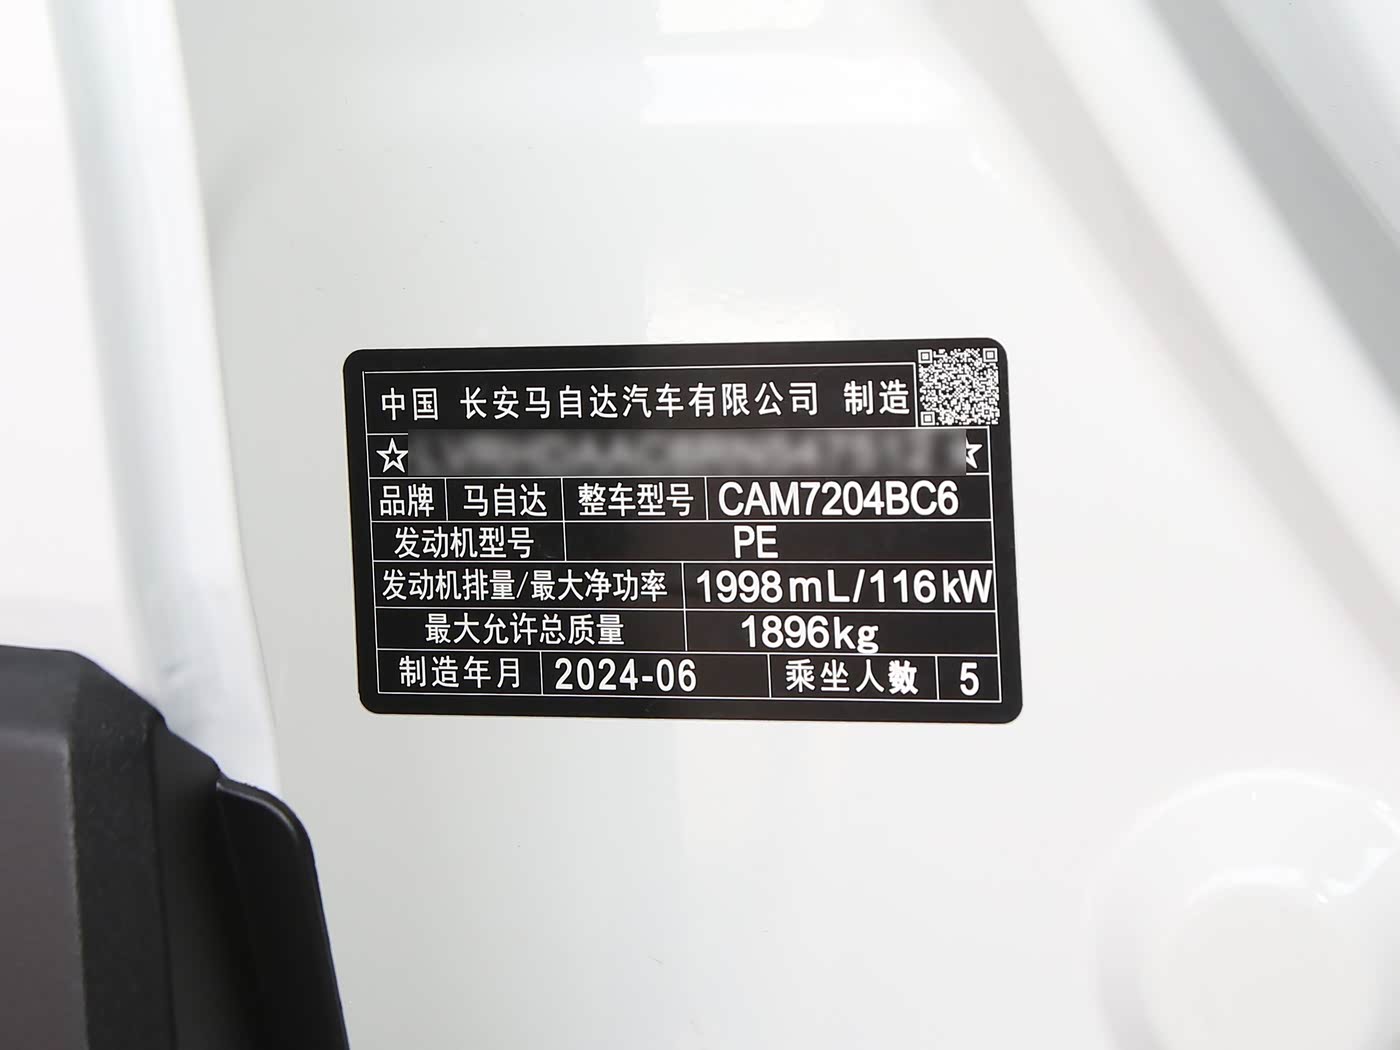 中国 长安马自达汽车有限公司 制造
品牌 马自达 整车型号 CAM7204BC6
发动机型号 PE
发动机排量/最大净功率 1998mL/116kW
最大允许总质量 1896kg
制造年月 2024-06 乘坐人数 5